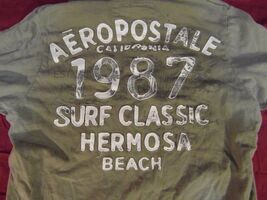 AÉROPOSTALE
CALIFORNIA
1987
SURF CLASSIC
HERMOSA
BEACH